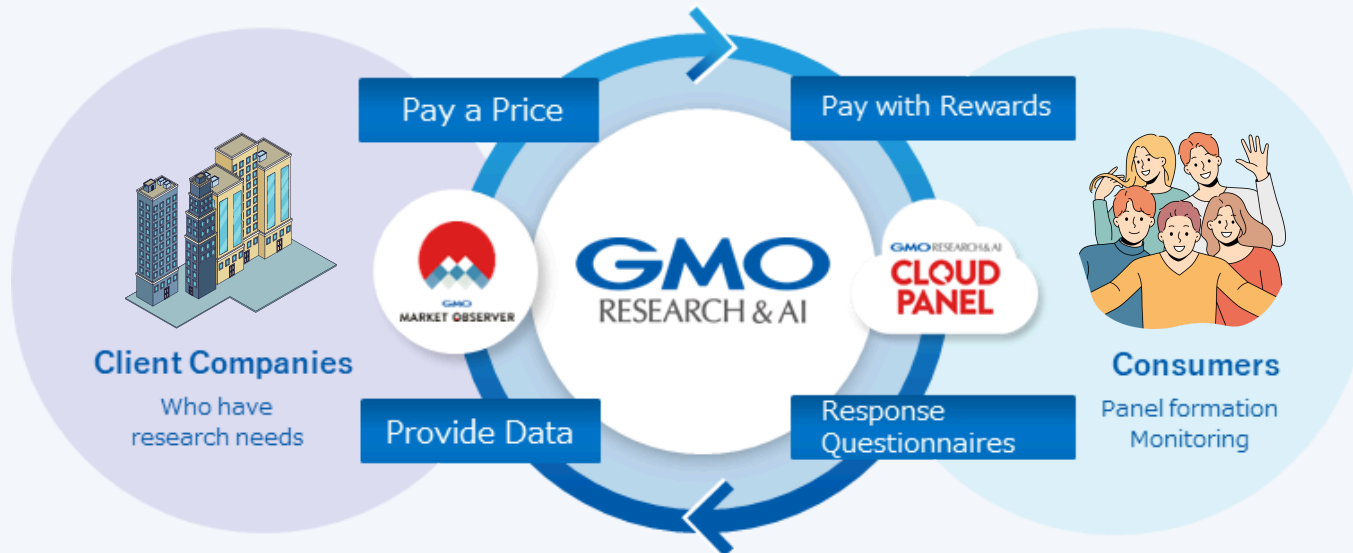 Pay a Price
Pay with Rewards
GMO
MARKET OBSERVER
GMO
RESEARCH & AI
GMO RESEARCH & AI
CLOUD
PANEL
Client Companies
Who have
research needs
Consumers
Panel formation
Monitoring
Provide Data
Response
Questionnaires